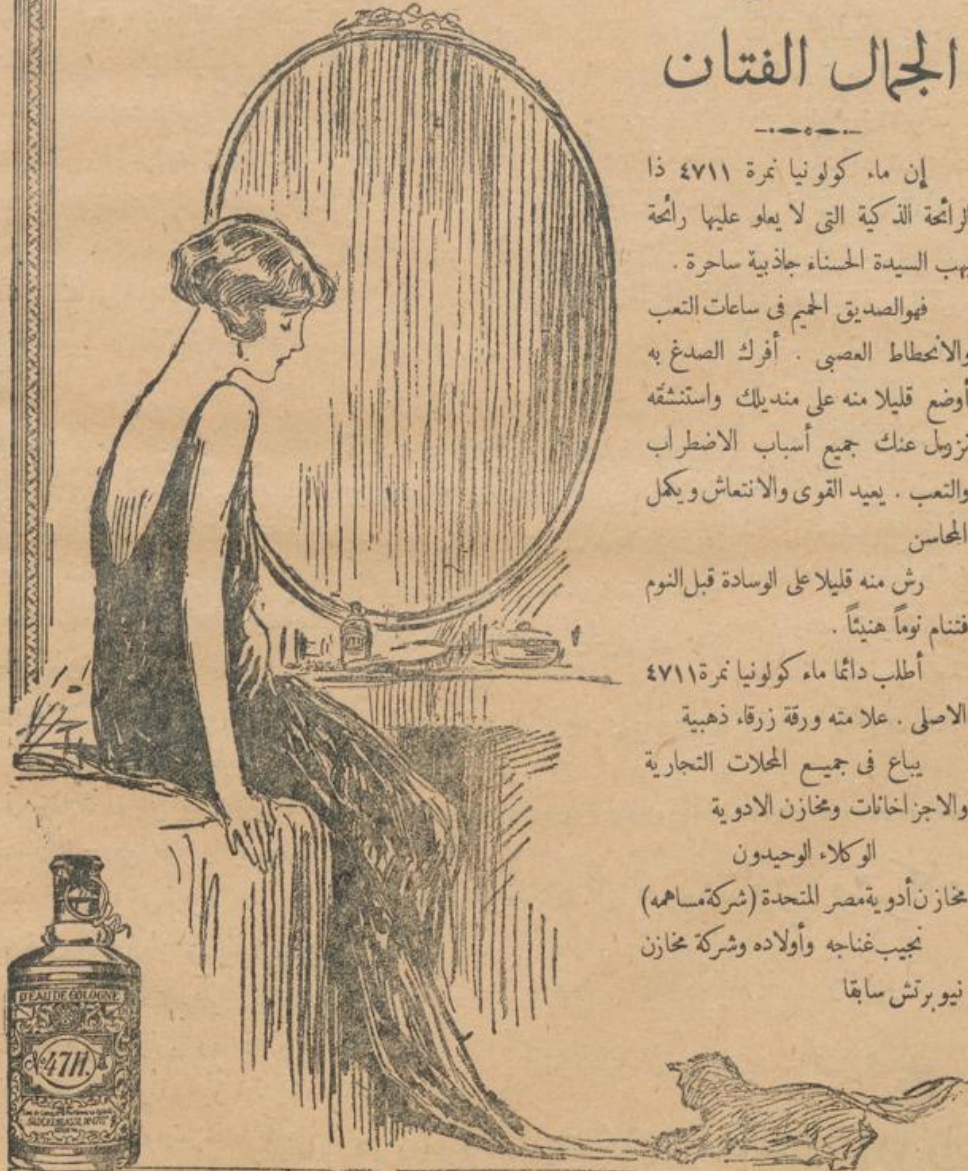 الجمال الفتان
إن ماء كولونيا نمرة ٤٧١١ ذا
الرائحة الذكية التى لا يعلو عليها رائحة
يهب السيدة الحسناء جاذبية ساحرة .
فهوالصديق الحميم فى ساعات التعب
والانحطاط العصبى . أفرك الصدغ به
أوضع قليلا منه على منديلك واستنشقه
تزول عنك جميع أسباب الاضطراب
والتعب . يعيد القوى والانتعاش ويكمل
المحاسن
رش منه قليلا على الوسادة قبل النوم
فتنام نوماً هنيئاً .
أطلب دائما ماء كولونيا نمرة ٤٧١١
الاصلى . علامته ورقة زرقاء ذهبية
يباع فى جميع المحلات التجارية
والاجزاخانات ومخازن الادوية
الوكلاء الوحيدون
مخازن أدوية مصر المتحدة (شركة مساهمه)
نجيب غناجه وأولاده وشركة مخازن
نيو برتش سابقا
D'EAU DE COLOGNE
No 4711.